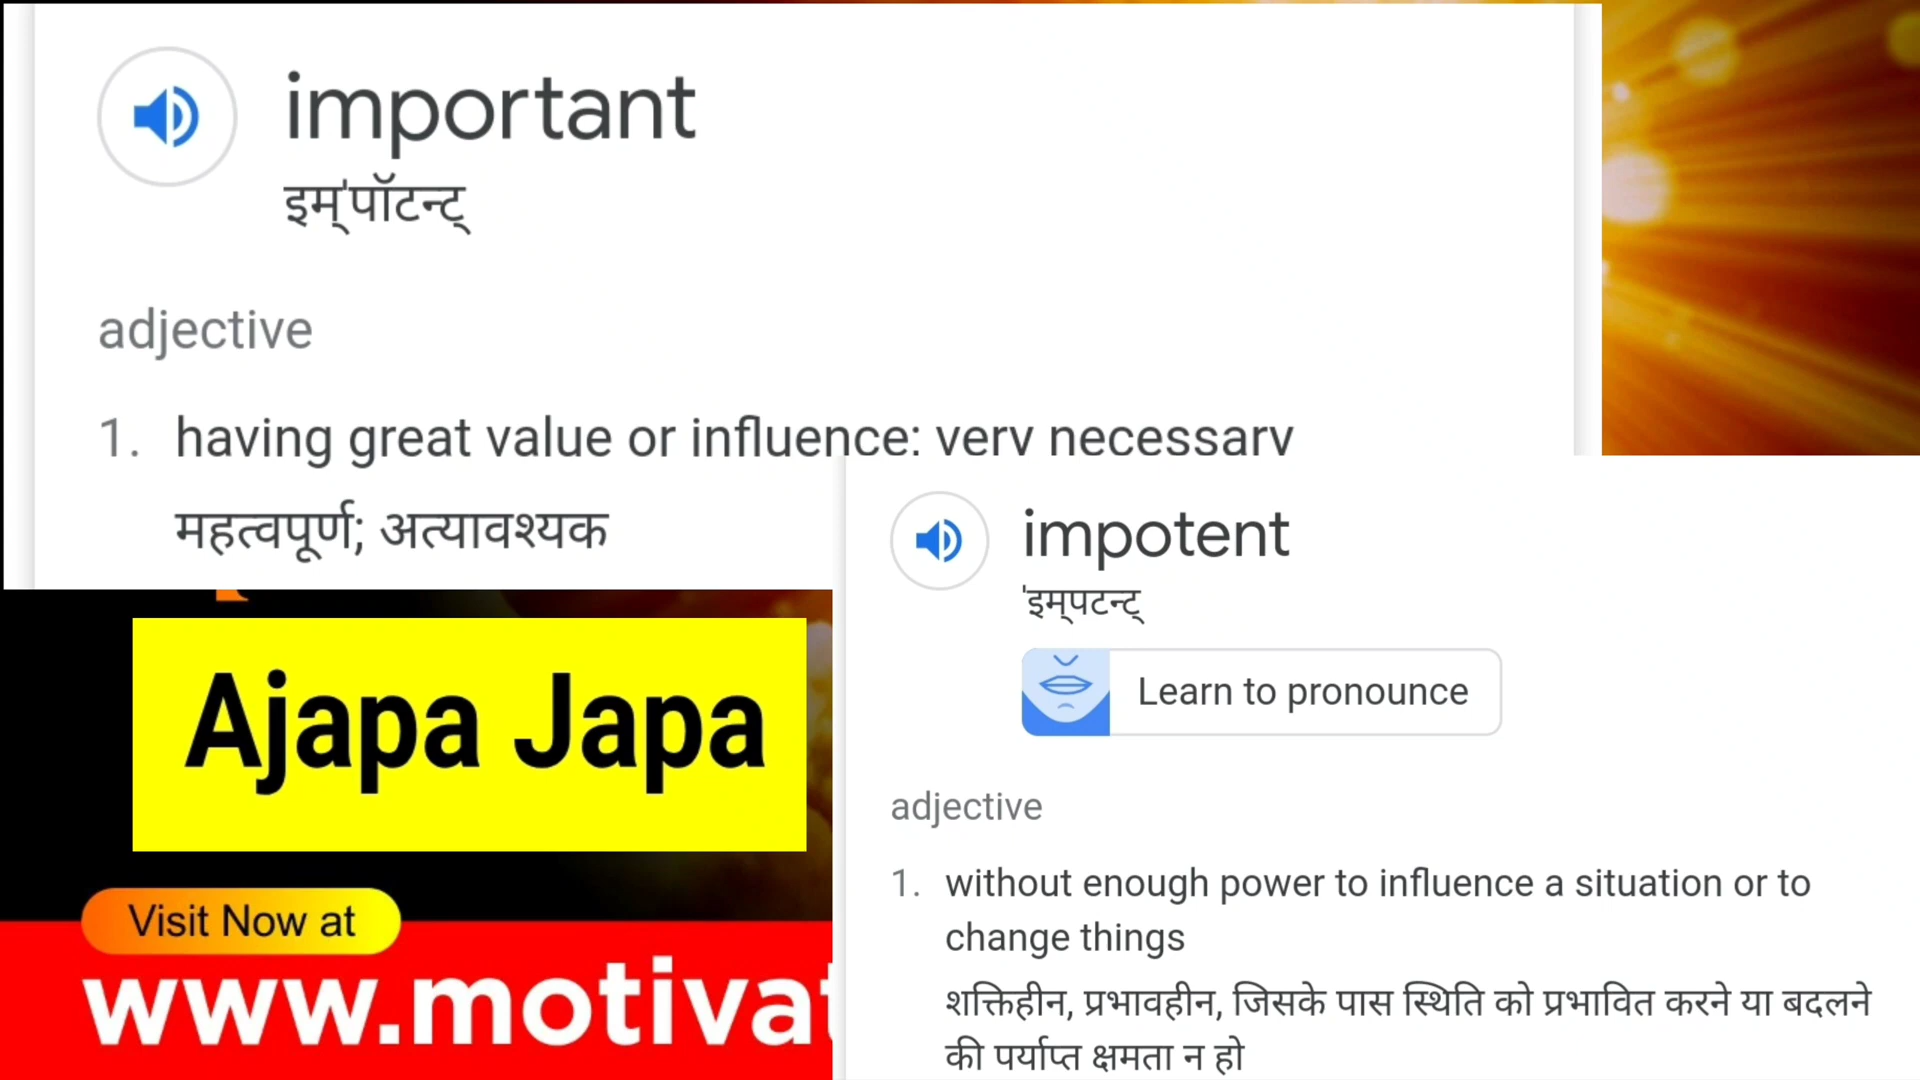 important
इम्'पॉटन्ट्
adjective
1. having great value or influence; very necessary
महत्वपूर्ण; अत्यावश्यक
impotent
'इम्पटन्ट्
Learn to pronounce
adjective
1. without enough power to influence a situation or to
change things
शक्तिहीन, प्रभावहीन, जिसके पास स्थिति को प्रभावित करने या बदलने
की पर्याप्त क्षमता न हो
Ajapa Japa
Visit Now at
www.motivat